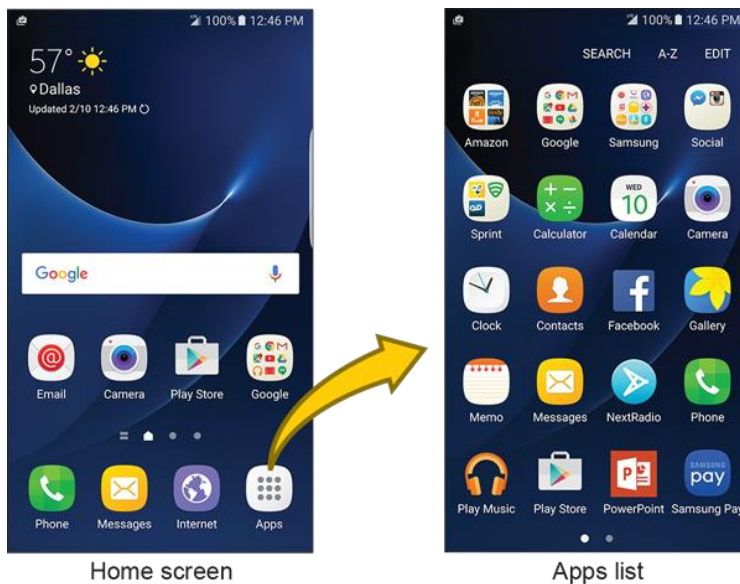 100% 12:46 PM
57°
Dallas
Updated 2/10 12:46 PM
Google
Email Camera Play Store Google
Phone Messages Internet Apps
Home screen
100% 12:46 PM
SEARCH A-Z EDIT
Amazon Google Samsung Social
WED
10
Sprint Calculator Calendar Camera
Clock Contacts Facebook Gallery
Memo Messages NextRadio Phone
SAMSUNG
pay
Play Music Play Store PowerPoint Samsung Pay
Apps list